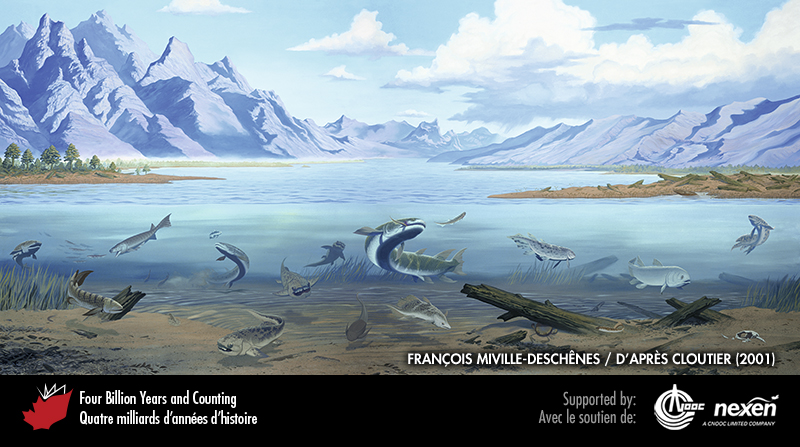 FRANÇOIS MIVILLE-DESCHÊNES / D'APRÈS CLOUTIER (2001)
Four Billion Years and Counting
Quatre milliards d'années d'histoire
Supported by:
Avec le soutien de:
CNOOC nexen
A CNOOC LIMITED COMPANY